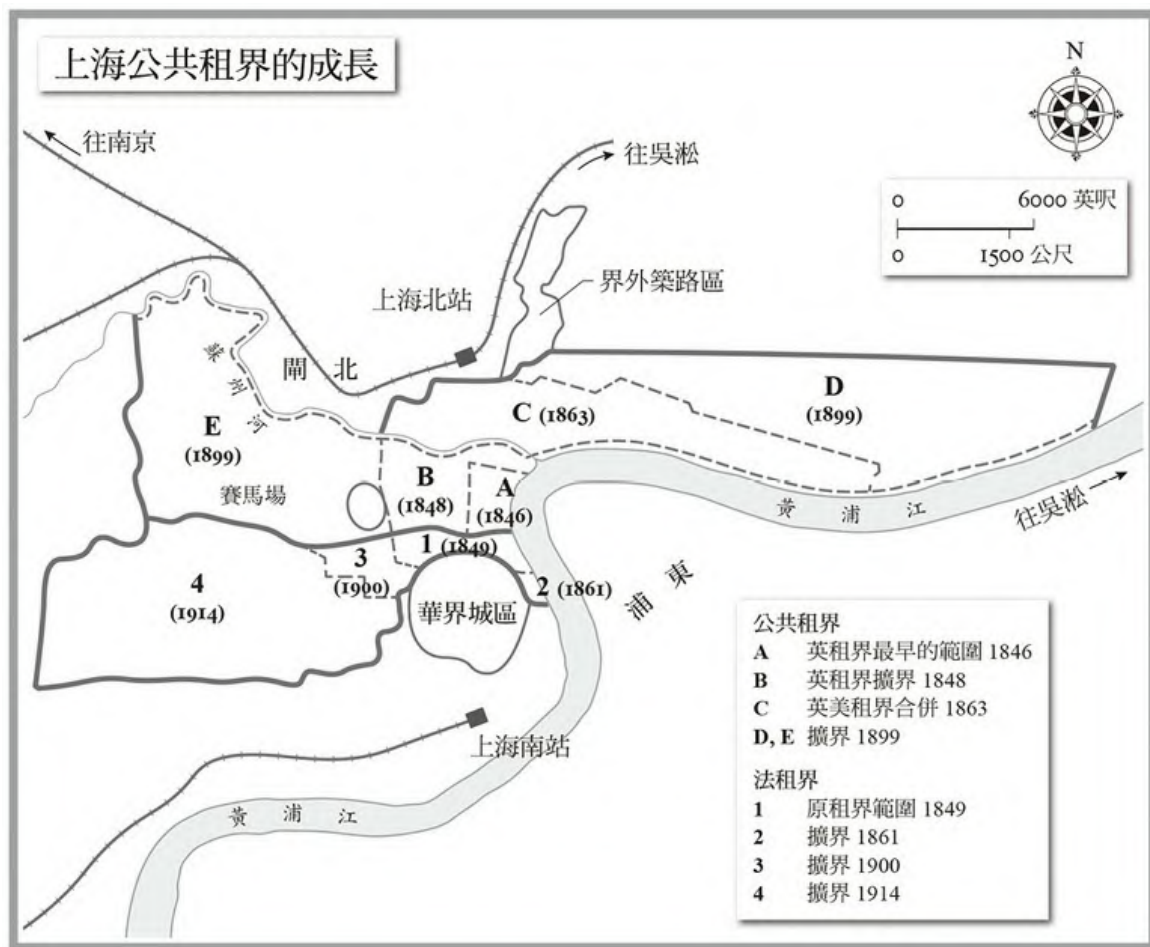 上海公共租界的成長
N
往南京
往吳淞
0 6000 英呎
0 1500 公尺
界外築路區
上海北站
閘北
蘇州河
D
(1899)
C (1863)
E
(1899)
B
(1848)
A
(1846)
賽馬場
黃浦江
往吳淞
1 (1849)
3
(1900)
2 (1861)
4
(1914)
華界城區
浦東
上海南站
黃浦江
公共租界
A 英租界最早的範圍 1846
B 英租界擴界 1848
C 英美租界合併 1863
D, E 擴界 1899
法租界
1 原租界範圍 1849
2 擴界 1861
3 擴界 1900
4 擴界 1914